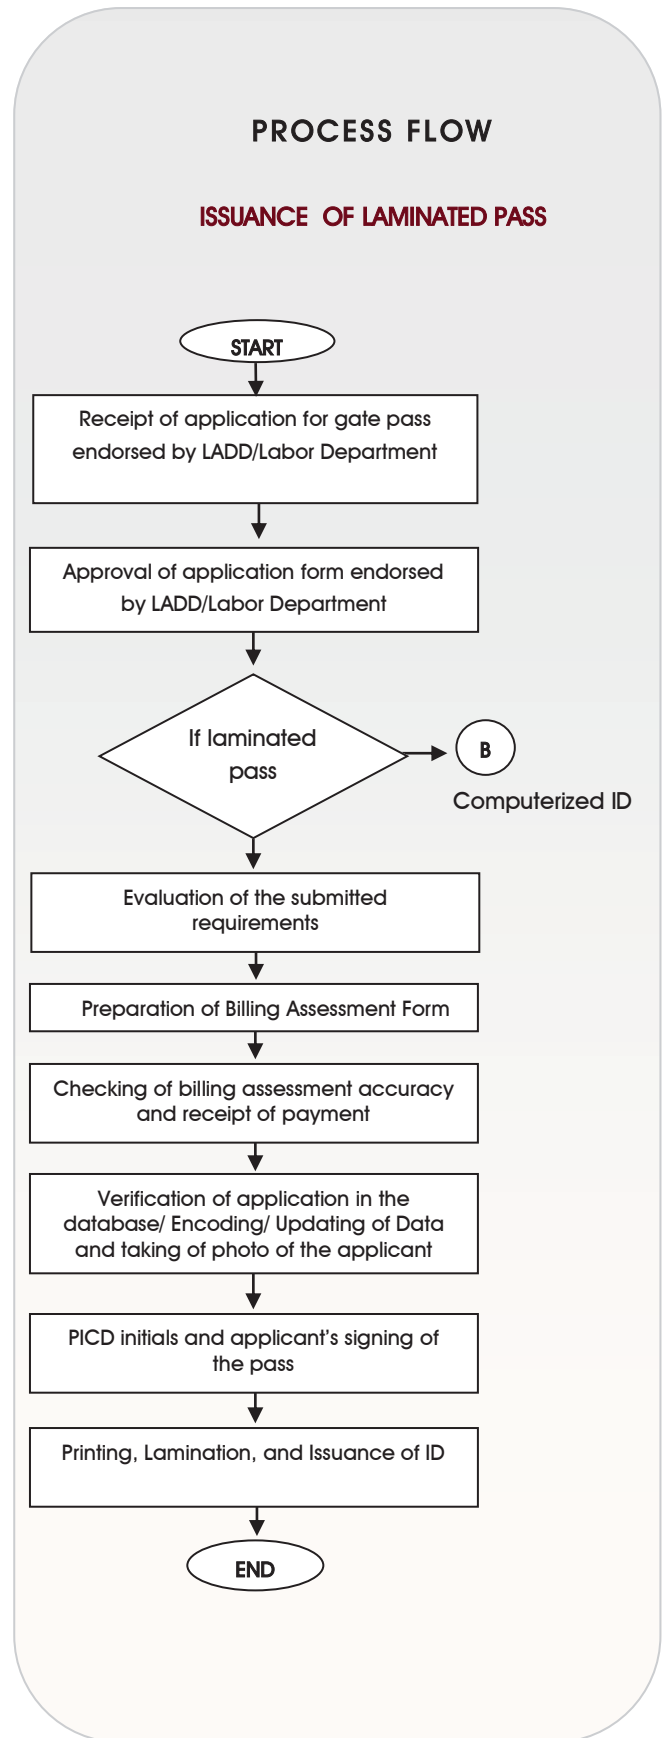 PROCESS FLOW
ISSUANCE OF LAMINATED PASS
START
Receipt of application for gate pass
endorsed by LADD/Labor Department
Approval of application form endorsed
by LADD/Labor Department
If laminated
pass
B
Computerized ID
Evaluation of the submitted
requirements
Preparation of Billing Assessment Form
Checking of billing assessment accuracy
and receipt of payment
Verification of application in the
database/ Encoding/ Updating of Data
and taking of photo of the applicant
PICD initials and applicant's signing of
the pass
Printing, Lamination, and Issuance of ID
END